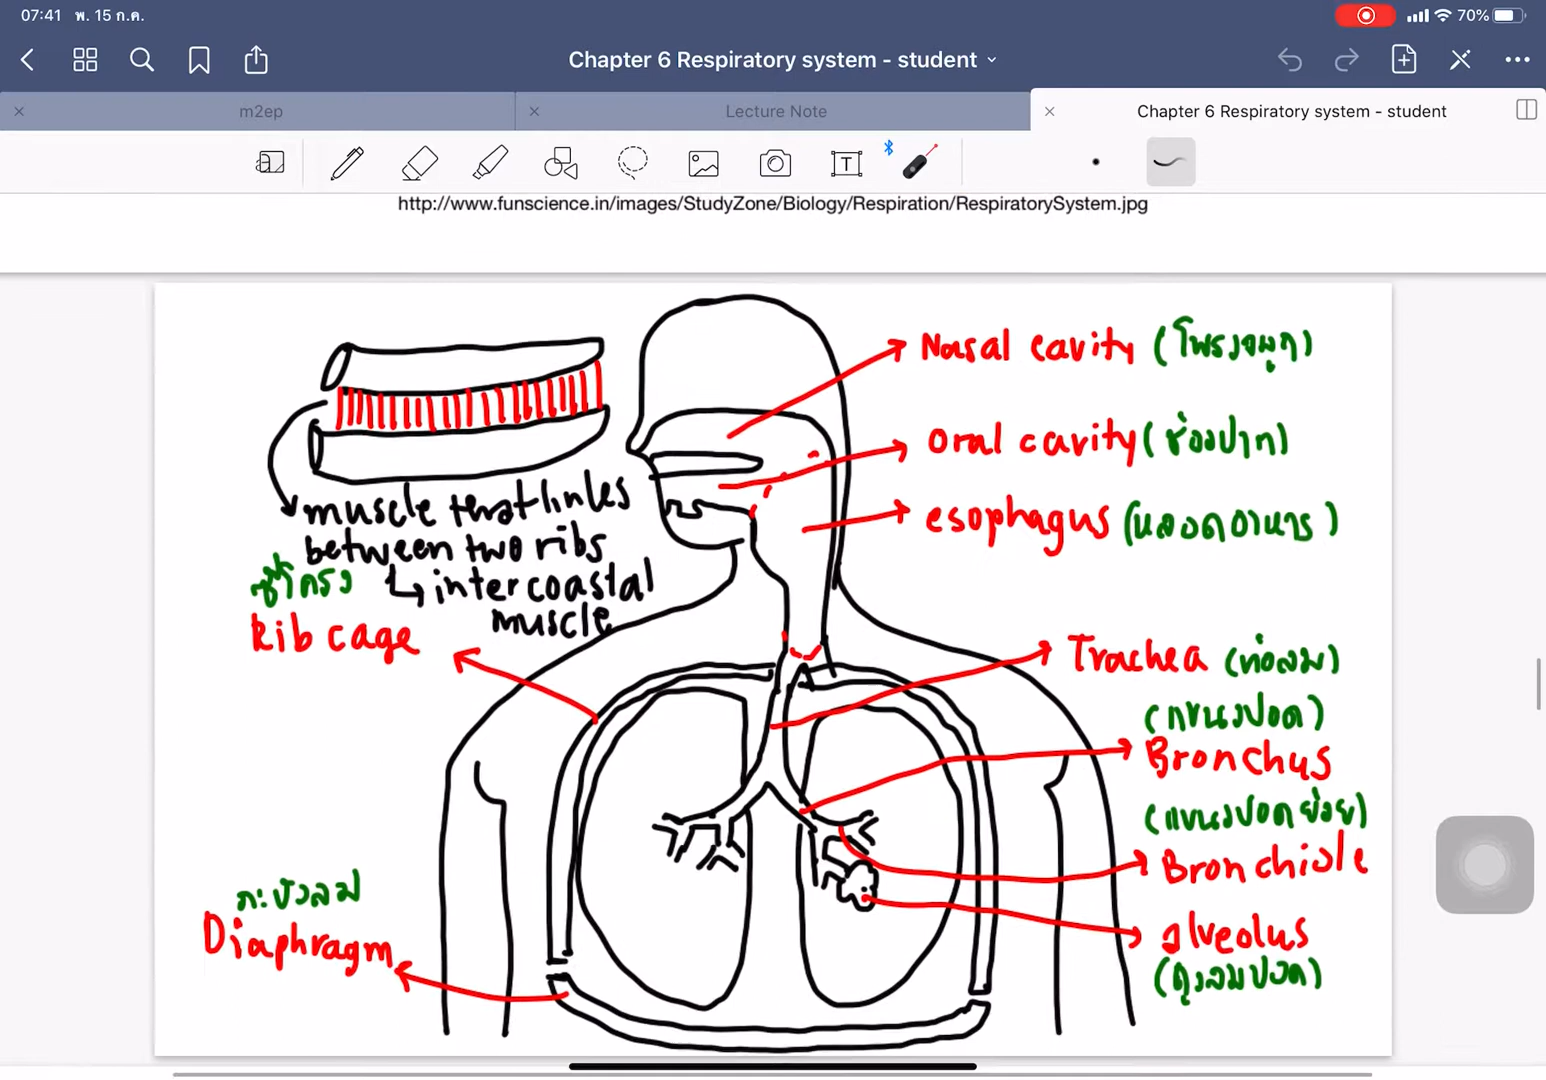 07:41 พ. 15 ก.ค.
70%
Chapter 6 Respiratory system - student
m2ep
Lecture Note
Chapter 6 Respiratory system - student
T
http://www.funscience.in/images/StudyZone/Biology/Respiration/RespiratorySystem.jpg
Nasal cavity (โพรงจมูก)
oral cavity (ช่องปาก)
esophagus (หลอดอาหาร)
muscle that links
between two ribs
intercoastal
muscle
ซี่โครง
Rib cage
Trachea (ท่อลม)
(แขนงปอด)
Bronchus
(แขนงปอดย่อย)
Bronchiole
alveolus
(ถุงลมปอด)
กะบังลม
Diaphragm